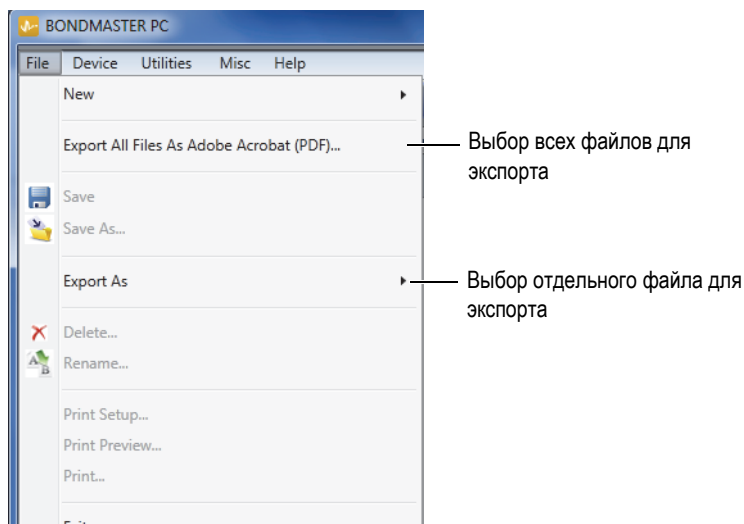 BONDMASTER PC
File Device Utilities Misc Help
New
Export All Files As Adobe Acrobat (PDF)...
Выбор всех файлов для
экспорта
Save
Save As...
Export As
Выбор отдельного файла для
экспорта
Delete...
Rename...
Print Setup...
Print Preview...
Print...